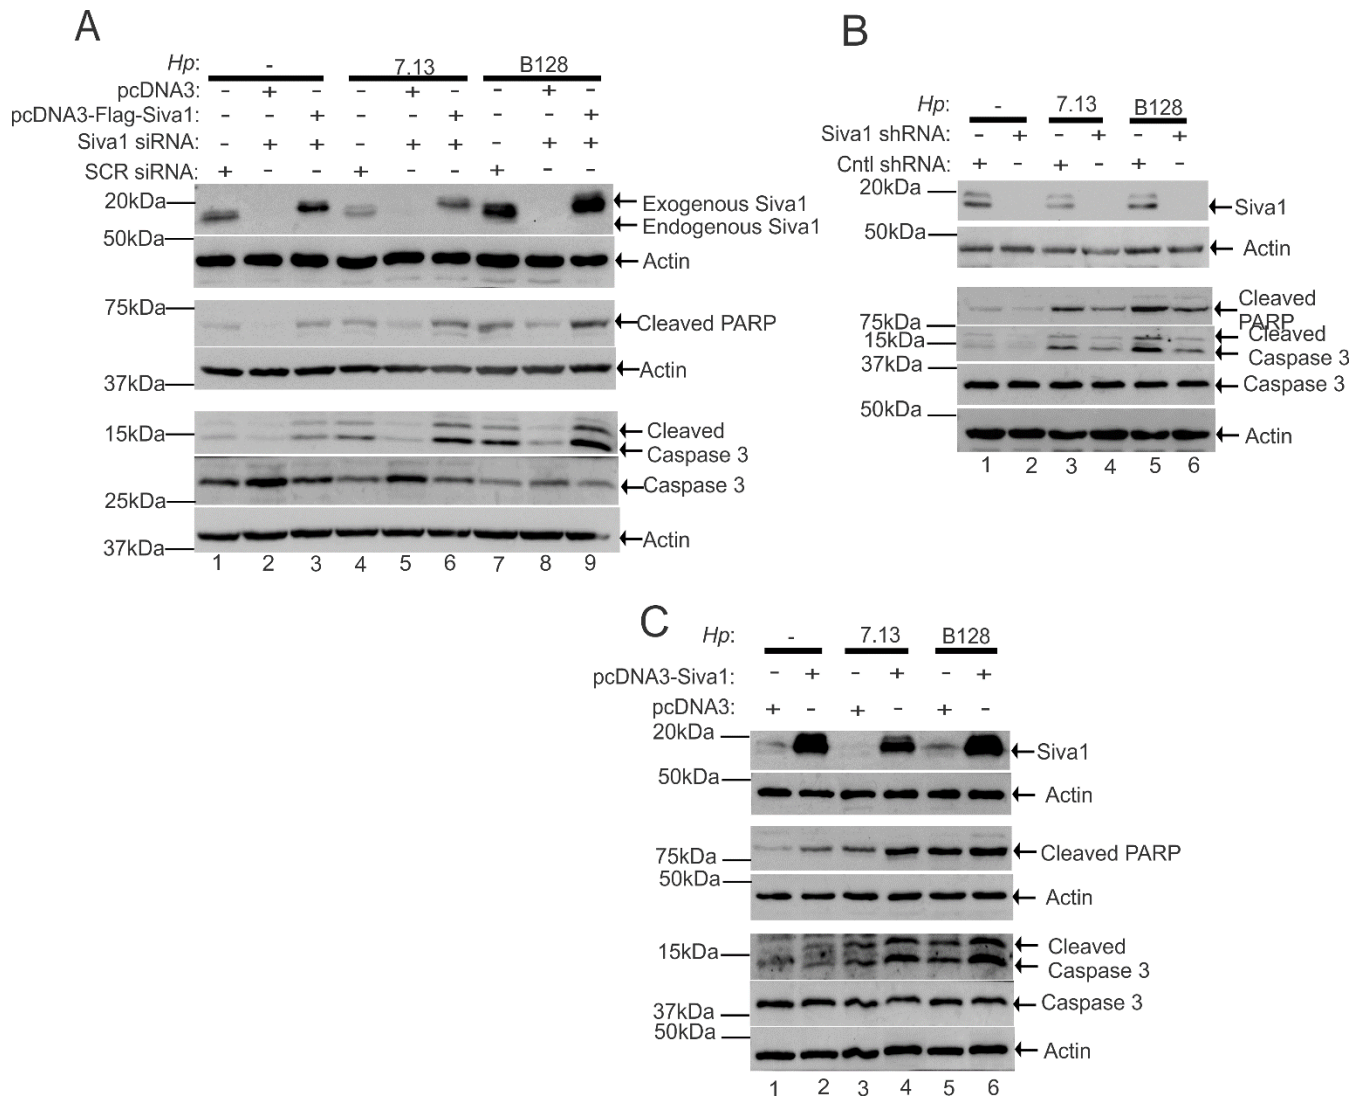 A
Hp: - 7.13 B128
pcDNA3: - + - - + - - + -
pcDNA3-Flag-Siva1: - - + - - + - - +
Siva1 siRNA: - + + - + + - + +
SCR siRNA: + - - + - - + - -
20kDa
Exogenous Siva1
Endogenous Siva1
50kDa
Actin
75kDa
Cleaved PARP
Actin
37kDa
15kDa
Cleaved
Caspase 3
Caspase 3
25kDa
Actin
37kDa
1 2 3 4 5 6 7 8 9
B
Hp: - 7.13 B128
Siva1 shRNA: - + - + - +
Cntl shRNA: + - + - + -
20kDa
Siva1
50kDa
Actin
Cleaved
PARP
75kDa
Cleaved
15kDa
Caspase 3
37kDa
Caspase 3
50kDa
Actin
1 2 3 4 5 6
C
Hp: - 7.13 B128
pcDNA3-Siva1: - + - + - +
pcDNA3: + - + - + -
20kDa
Siva1
50kDa
Actin
75kDa
Cleaved PARP
50kDa
Actin
15kDa
Cleaved
Caspase 3
Caspase 3
37kDa
50kDa
Actin
1 2 3 4 5 6